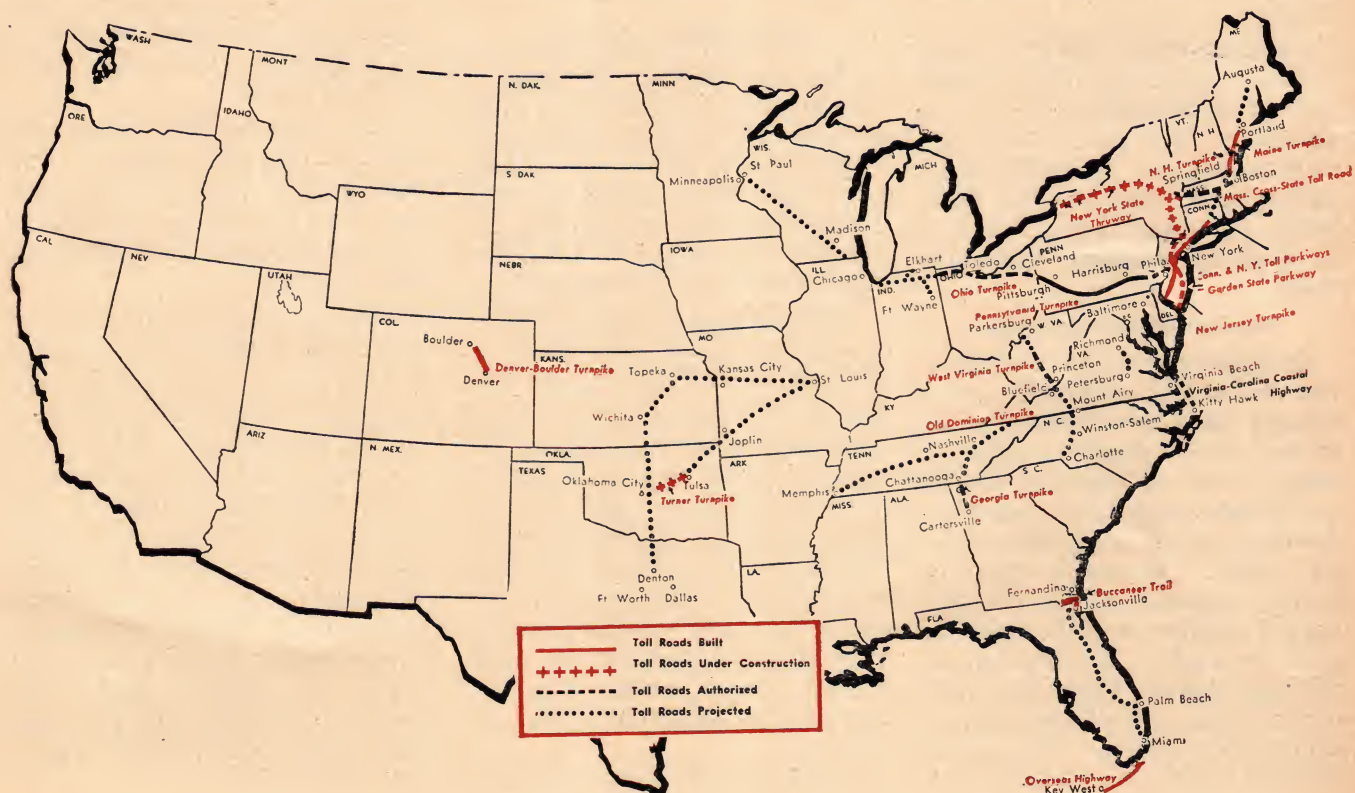 WASH
MONT
N. DAK.
MINN
ME
Augusta
ORE
IDAHO
WIS.
MICH
VT.
N H
Portland
Maine Turnpike
St Paul
S DAK
Minneapolis
N. H. Turnpike
Springfield
MASS.
Boston
Mass. Cross-State Toll Road
WYO
New York State
Thruway
CONN
CAL
NEV
Madison
IOWA
PENN
New York
UTAH
NEBR
ILL
Chicago
Elkhart
Toledo
Cleveland
Harrisburg
IND.
OHIO
Pittsburgh
Conn. & N. Y. Toll Parkways
Garden State Parkway
Ft Wayne
Ohio Turnpike
Pennsylvania Turnpike
Baltimore
DEL
New Jersey Turnpike
COL.
Parkersburg
W VA.
Boulder
MO
Richmond
VA.
Denver-Boulder Turnpike
Denver
KANS.
Topeka
Kansas City
St Louis
West Virginia Turnpike
Princeton
Petersburg
Virginia Beach
Bluefield
Virginia-Carolina Coastal
Highway
KY
Mount Airy
Kitty Hawk
Wichita
Old Dominion Turnpike
ARIZ
N MEX.
OKLA.
Joplin
TENN
Nashville
N C.
Winston-Salem
TEXAS
ARK
Charlotte
Oklahoma City
Tulsa
Chattanooga
S C.
Turner Turnpike
Memphis
MISS.
ALA.
Georgia Turnpike
Cartersville
LA.
Denton
Ft Worth
Dallas
Fernandina
Buccaneer Trail
Jacksonville
FLA
Toll Roads Built
Toll Roads Under Construction
Toll Roads Authorized
Toll Roads Projected
Palm Beach
Miami
Overseas Highway
Key West